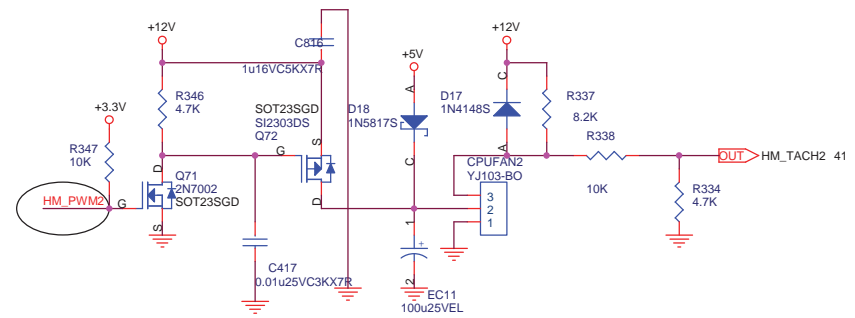 +12V
C816
1u16VC5KX7R
+5V
+12V
R346
4.7K
+3.3V
R347
10K
SOT23SGD
SI2303DS
Q72
D18
1N5817S
D17
1N4148S
R337
8.2K
R338
10K
A
C
C
A
S
G
D
D
G
S
Q71
2N7002
SOT23SGD
HM_PWM2
CPUFAN2
YJ103-BO
3
2
1
OUT
HM_TACH2 41
R334
4.7K
C417
0.01u25VC3KX7R
1
+
2
EC11
100u25VEL